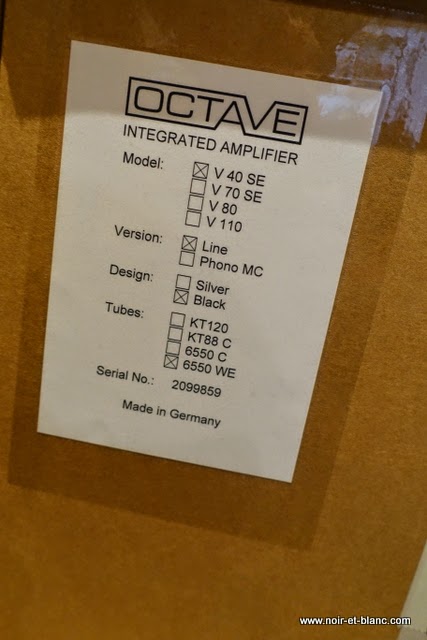 OCTAVE
INTEGRATED AMPLIFIER
Model: ☒ V 40 SE
☐ V 70 SE
☐ V 80
☐ V 110
Version: ☒ Line
☐ Phono MC
Design: ☐ Silver
☒ Black
Tubes: ☐ KT120
☐ KT88 C
☐ 6550 C
☒ 6550 WE
Serial No.: 2099859
Made in Germany
www.noir-et-blanc.com